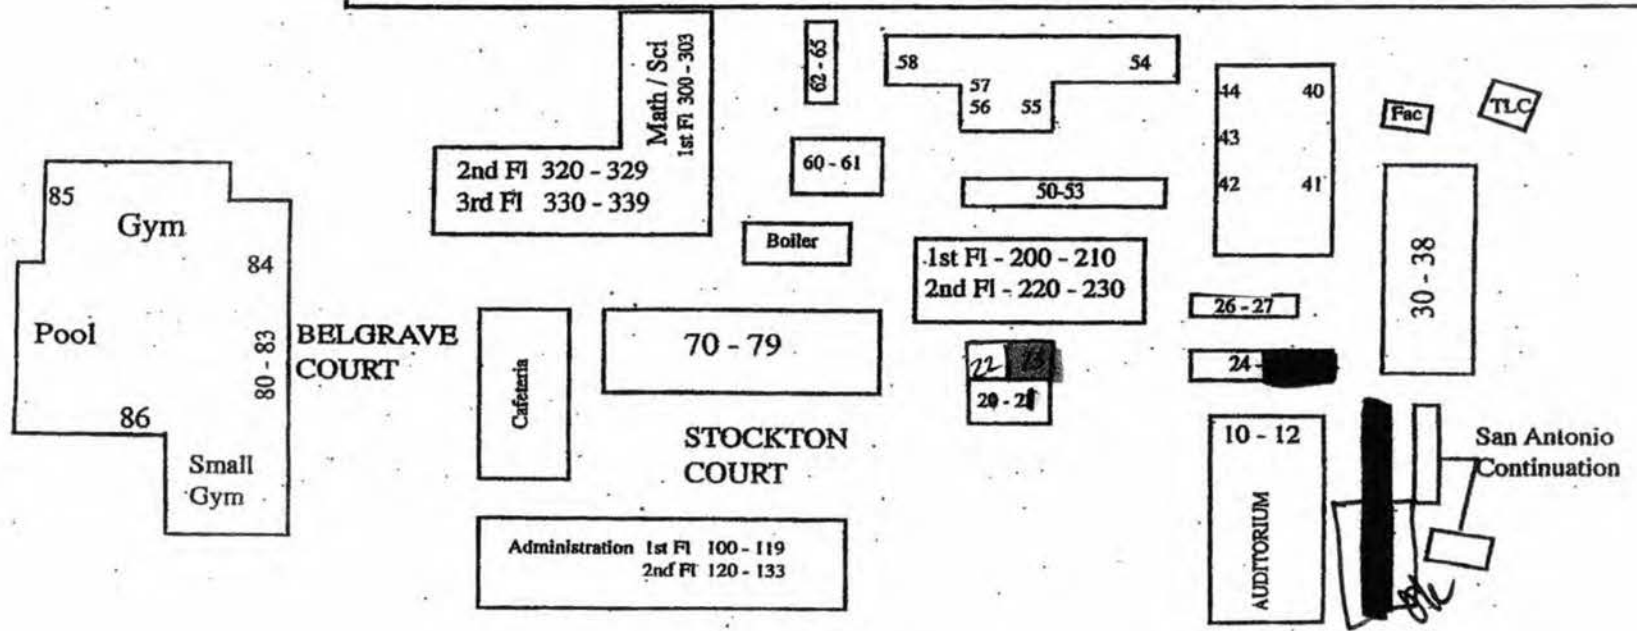 Math / Sci
1st Fl 300 - 303
2nd Fl 320 - 329
3rd Fl 330 - 339
62 - 65
60 - 61
Boiler
58
54
57
56
55
50-53
1st Fl - 200 - 210
2nd Fl - 220 - 230
44
40
43
42
41
Fac
TLC
30 - 38
26 - 27
24 -
22
20 - 21
85
Gym
84
Pool
80 - 83
86
Small
Gym
BELGRAVE
COURT
Cafeteria
70 - 79
STOCKTON
COURT
Administration 1st Fl 100 - 119
2nd Fl 120 - 133
10 - 12
AUDITORIUM
San Antonio
Continuation